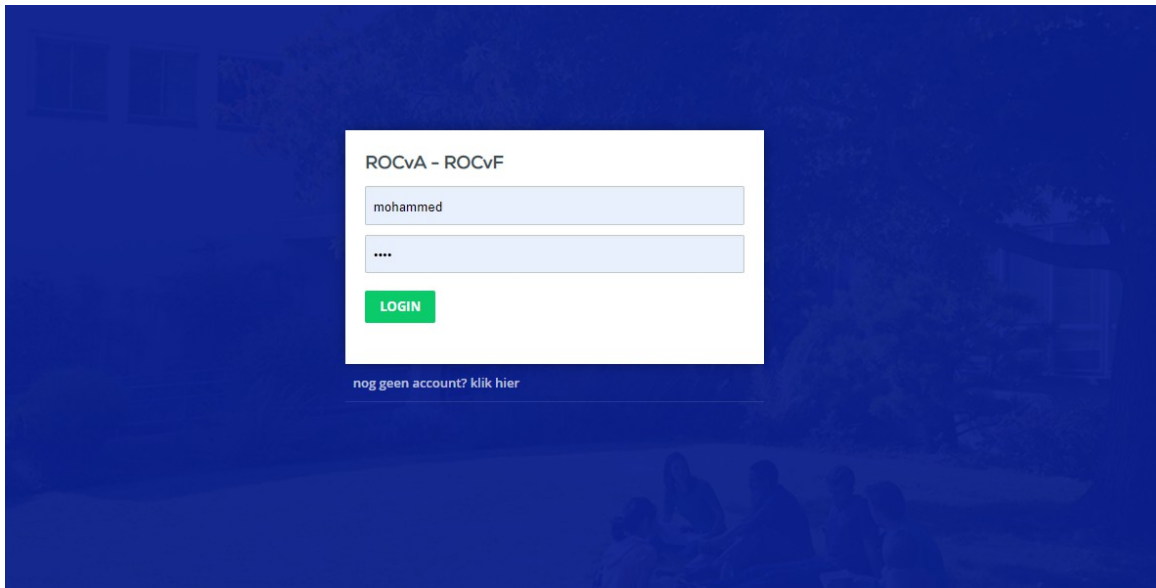 ROCvA - ROCvF
mohammed
••••
LOGIN
nog geen account? klik hier